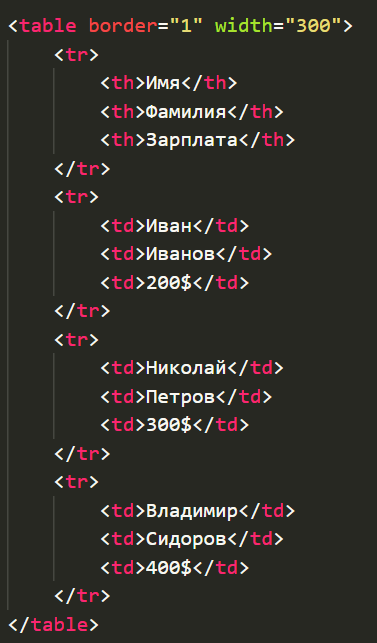 <table border="1" width="300">
    <tr>
        <th>Имя</th>
        <th>Фамилия</th>
        <th>Зарплата</th>
    </tr>
    <tr>
        <td>Иван</td>
        <td>Иванов</td>
        <td>200$</td>
    </tr>
    <tr>
        <td>Николай</td>
        <td>Петров</td>
        <td>300$</td>
    </tr>
    <tr>
        <td>Владимир</td>
        <td>Сидоров</td>
        <td>400$</td>
    </tr>
</table>